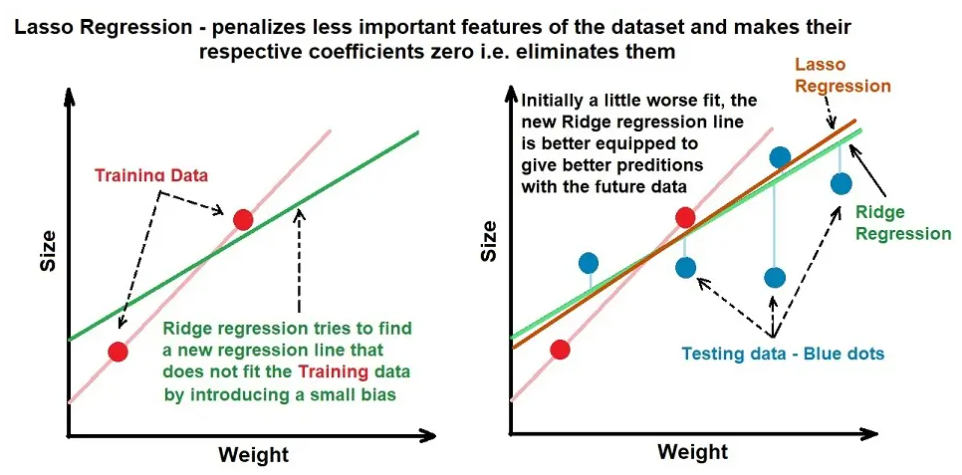 Lasso Regression - penalizes less important features of the dataset and makes their
respective coefficients zero i.e. eliminates them
Training Data
Size
Ridge regression tries to find
a new regression line that
does not fit the Training data
by introducing a small bias
Weight
Initially a little worse fit, the
new Ridge regression line
is better equipped to
give better preditions
with the future data
Lasso
Regression
Ridge
Regression
Size
Testing data - Blue dots
Weight